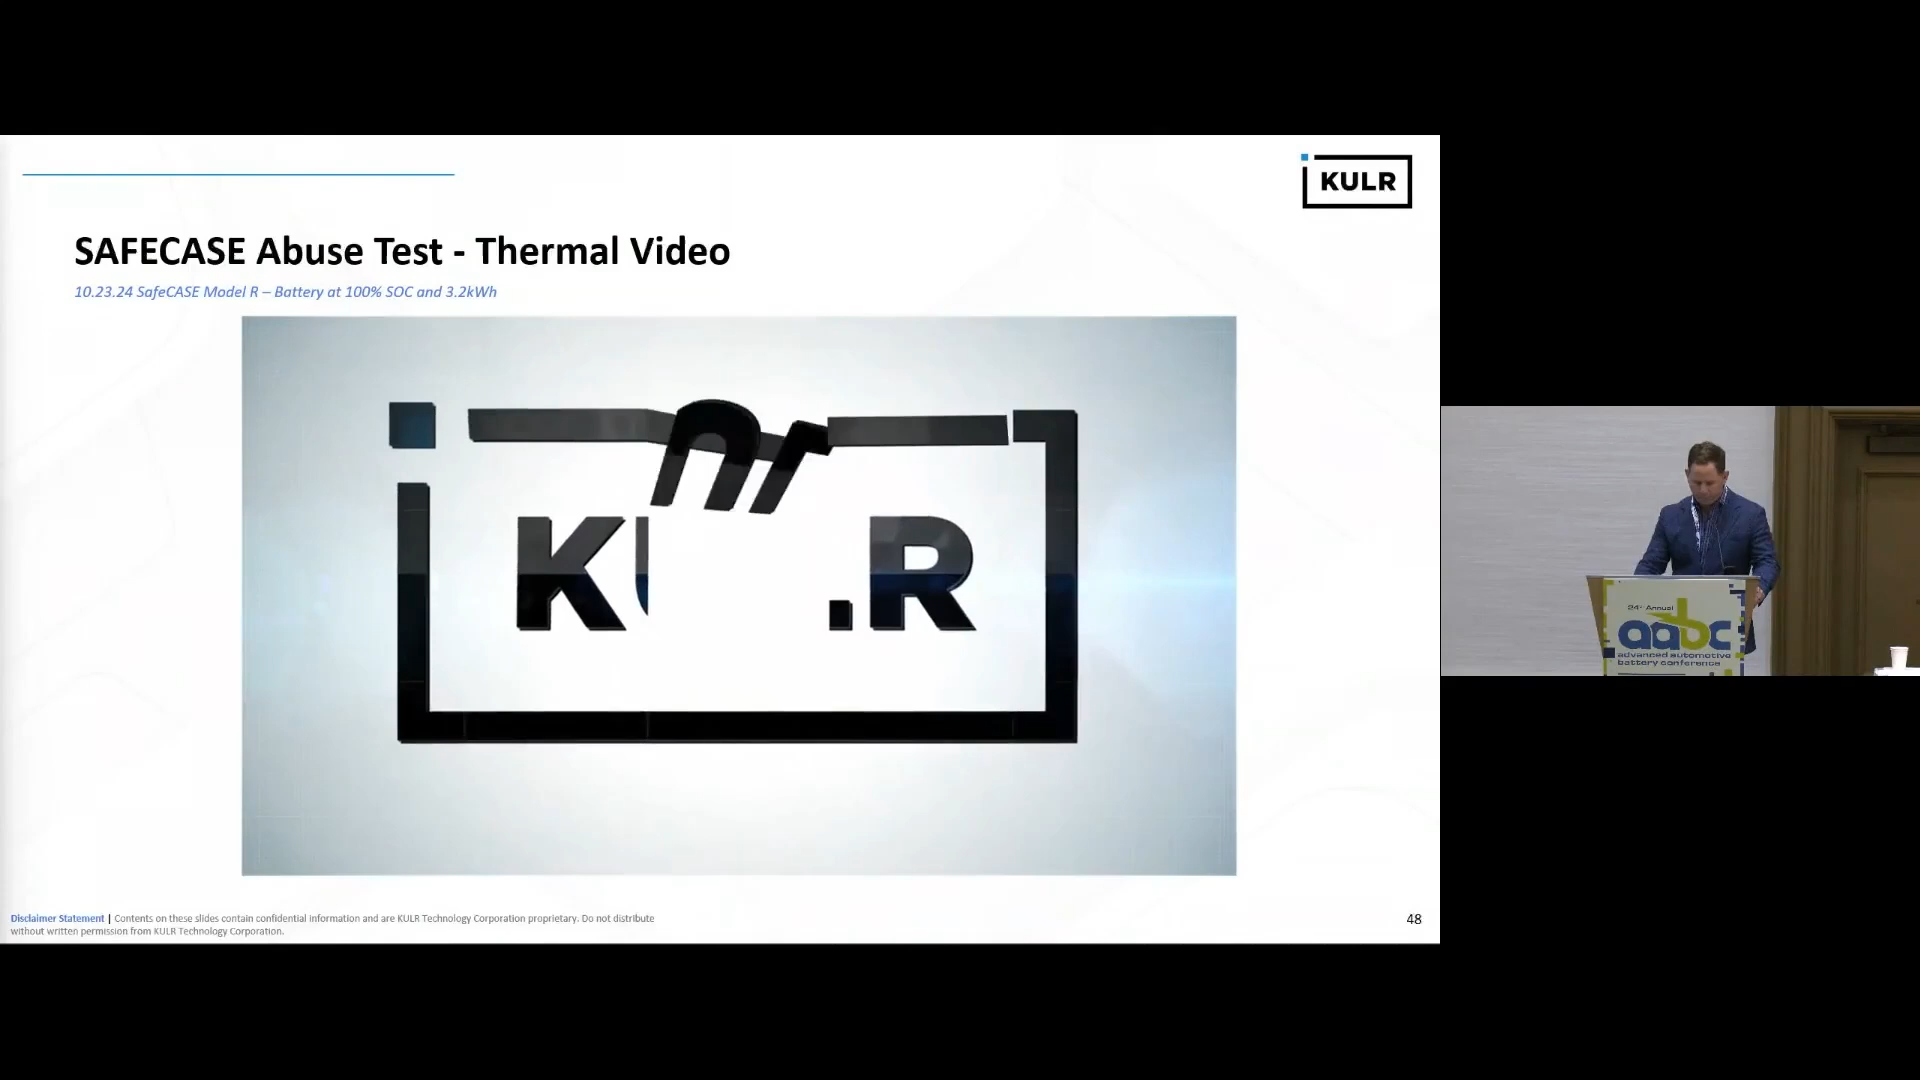 KULR
SAFECASE Abuse Test - Thermal Video
10.23.24 SafeCASE Model R – Battery at 100% SOC and 3.2kWh
Disclaimer Statement | Contents on these slides contain confidential information and are KULR Technology Corporation proprietary. Do not distribute
without written permission from KULR Technology Corporation.
48
24th Annual
aabc
advanced automotive
battery conference